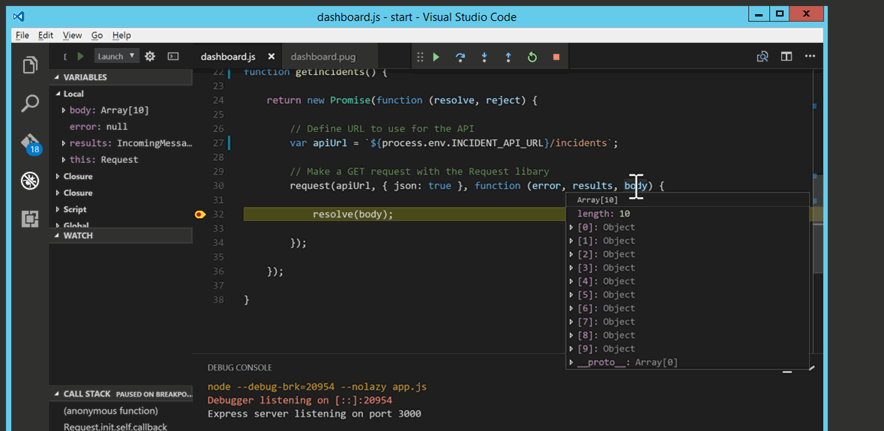 dashboard.js - start - Visual Studio Code
File Edit View Go Help
Launch
dashboard.js
dashboard.pug
VARIABLES
Local
body: Array[10]
error: null
results: IncomingMessa...
this: Request
Closure
Closure
Script
Global
WATCH
CALL STACK PAUSED ON BREAKPO...
(anonymous function)
Request.init.self.callback
18
22 function getIncidents() {
23
24 return new Promise(function (resolve, reject) {
25
26 // Define URL to use for the API
27 var apiUrl = `${process.env.INCIDENT_API_URL}/incidents`;
28
29 // Make a GET request with the Request libary
30 request(apiUrl, { json: true }, function (error, results, body) {
32 resolve(body);
33
34 });
35
36 });
37
38 }
Array[10]
length: 10
[0]: Object
[1]: Object
[2]: Object
[3]: Object
[4]: Object
[5]: Object
[6]: Object
[7]: Object
[8]: Object
[9]: Object
__proto__: Array[0]
DEBUG CONSOLE
node --debug-brk=20954 --nolazy app.js
Debugger listening on [::]:20954
Express server listening on port 3000